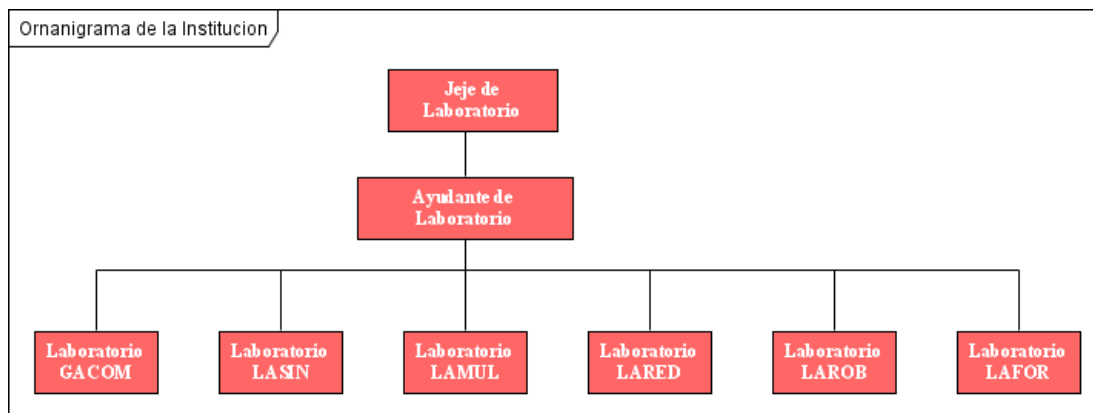 Ornanigrama de la Institucion
Jeje de
Laboratorio
Ayudante de
Laboratorio
Laboratorio
GACOM
Laboratorio
LASIN
Laboratorio
LAMUL
Laboratorio
LARED
Laboratorio
LAROB
Laboratorio
LAFOR